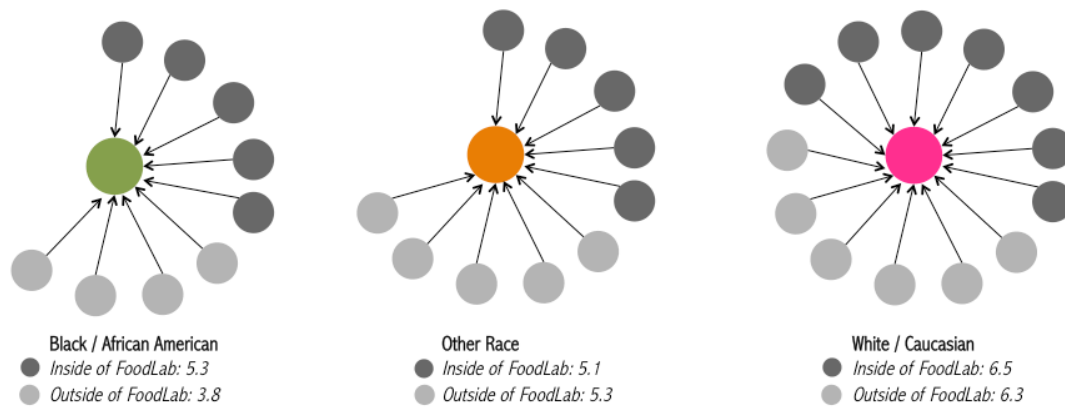 Black / African American
Inside of FoodLab: 5.3
Outside of FoodLab: 3.8
Other Race
Inside of FoodLab: 5.1
Outside of FoodLab: 5.3
White / Caucasian
Inside of FoodLab: 6.5
Outside of FoodLab: 6.3